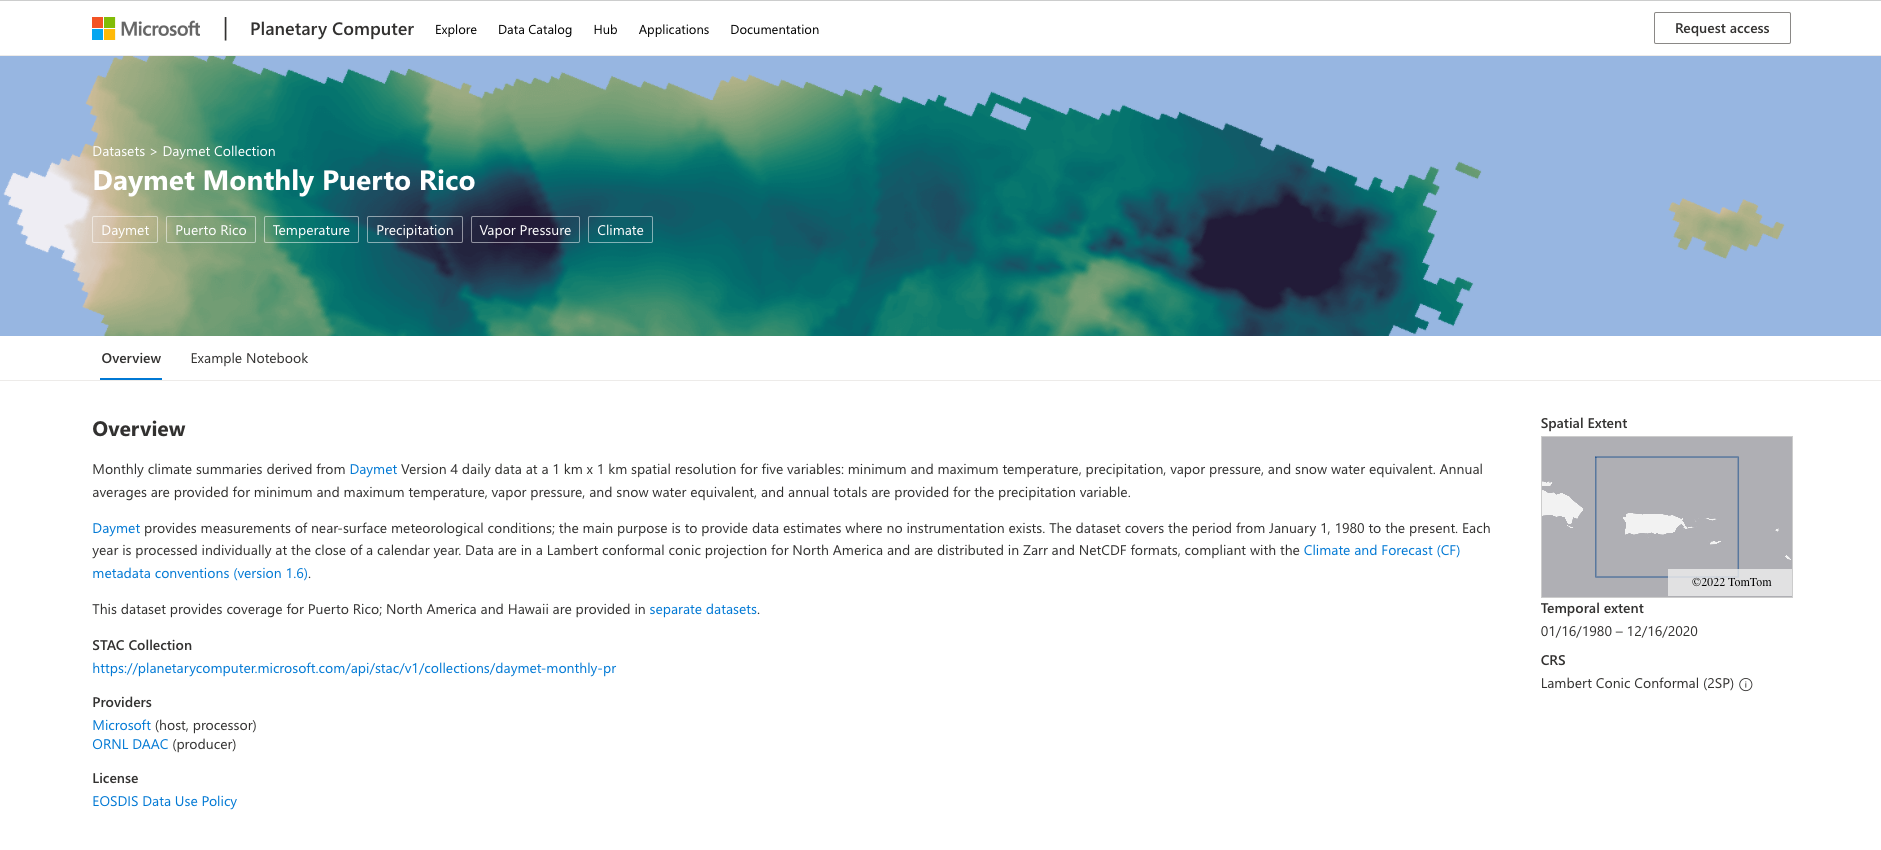 Microsoft | Planetary Computer Explore Data Catalog Hub Applications Documentation Request access
Datasets > Daymet Collection
Daymet Monthly Puerto Rico
Daymet Puerto Rico Temperature Precipitation Vapor Pressure Climate
Overview Example Notebook
Overview
Monthly climate summaries derived from Daymet Version 4 daily data at a 1 km x 1 km spatial resolution for five variables: minimum and maximum temperature, precipitation, vapor pressure, and snow water equivalent. Annual
averages are provided for minimum and maximum temperature, vapor pressure, and snow water equivalent, and annual totals are provided for the precipitation variable.
Daymet provides measurements of near-surface meteorological conditions; the main purpose is to provide data estimates where no instrumentation exists. The dataset covers the period from January 1, 1980 to the present. Each
year is processed individually at the close of a calendar year. Data are in a Lambert conformal conic projection for North America and are distributed in Zarr and NetCDF formats, compliant with the Climate and Forecast (CF)
metadata conventions (version 1.6).
This dataset provides coverage for Puerto Rico; North America and Hawaii are provided in separate datasets.
STAC Collection
https://planetarycomputer.microsoft.com/api/stac/v1/collections/daymet-monthly-pr
Providers
Microsoft (host, processor)
ORNL DAAC (producer)
License
EOSDIS Data Use Policy
Spatial Extent
©2022 TomTom
Temporal extent
01/16/1980 – 12/16/2020
CRS
Lambert Conic Conformal (2SP)